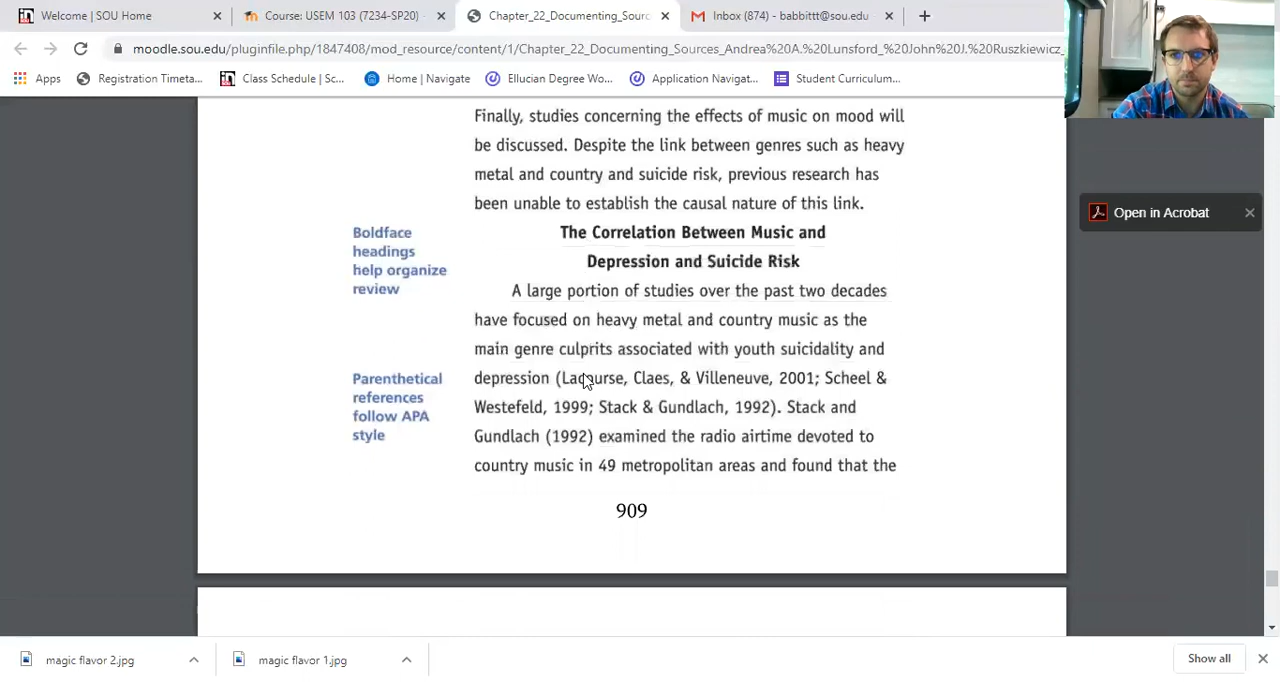 Welcome | SOU Home
Course: USEM 103 (7234-SP20)
Chapter_22_Documenting_Sourc
Inbox (874) - babbittt@sou.edu
moodle.sou.edu/pluginfile.php/1847408/mod_resource/content/1/Chapter_22_Documenting_Sources_Andrea%20A.%20Lunsford_%20John%20J.%20Ruszkiewicz_
Apps
Registration Timeta...
Class Schedule | Sc...
Home | Navigate
Ellucian Degree Wo...
Application Navigat...
Student Curriculum...
Finally, studies concerning the effects of music on mood will
be discussed. Despite the link between genres such as heavy
metal and country and suicide risk, previous research has
been unable to establish the causal nature of this link.
Boldface
headings
help organize
review
The Correlation Between Music and
Depression and Suicide Risk
A large portion of studies over the past two decades
have focused on heavy metal and country music as the
main genre culprits associated with youth suicidality and
depression (Lacourse, Claes, & Villeneuve, 2001; Scheel &
Westefeld, 1999; Stack & Gundlach, 1992). Stack and
Gundlach (1992) examined the radio airtime devoted to
country music in 49 metropolitan areas and found that the
Parenthetical
references
follow APA
style
909
Open in Acrobat
magic flavor 2.jpg
magic flavor 1.jpg
Show all